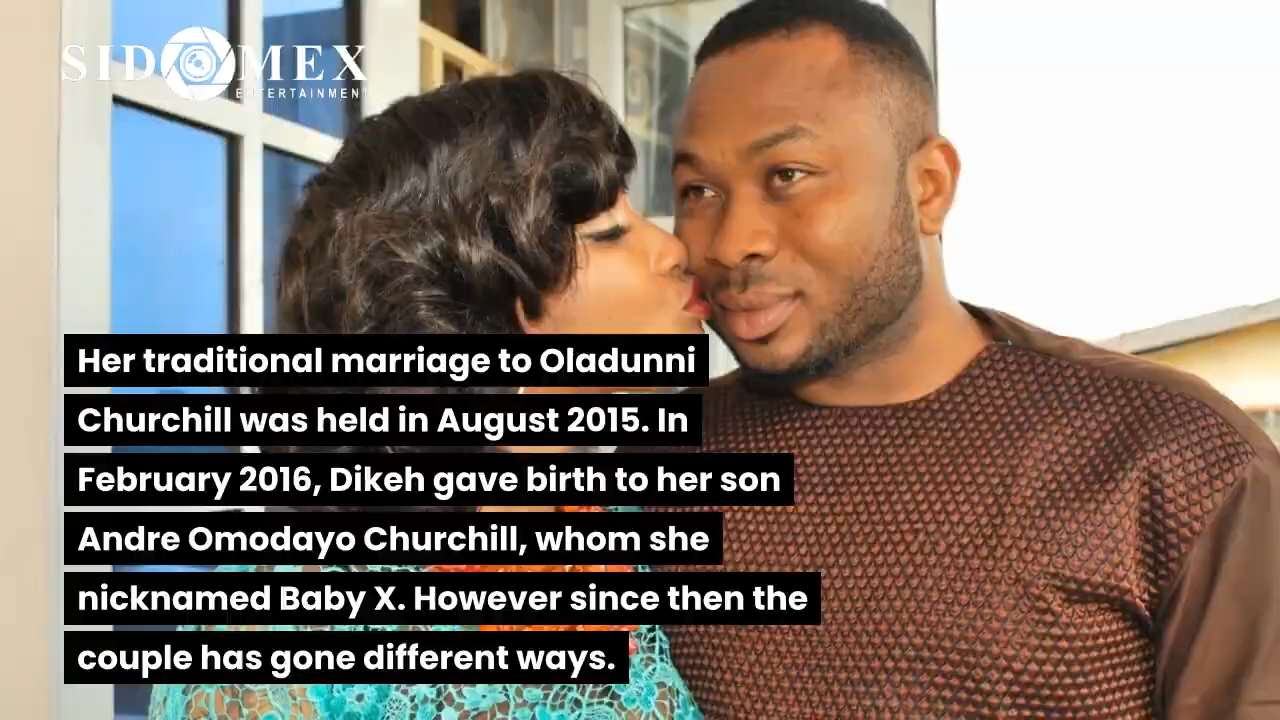 SIDOMEX
ENTERTAINMENT
Her traditional marriage to Oladunni
Churchill was held in August 2015. In
February 2016, Dikeh gave birth to her son
Andre Omodayo Churchill, whom she
nicknamed Baby X. However since then the
couple has gone different ways.